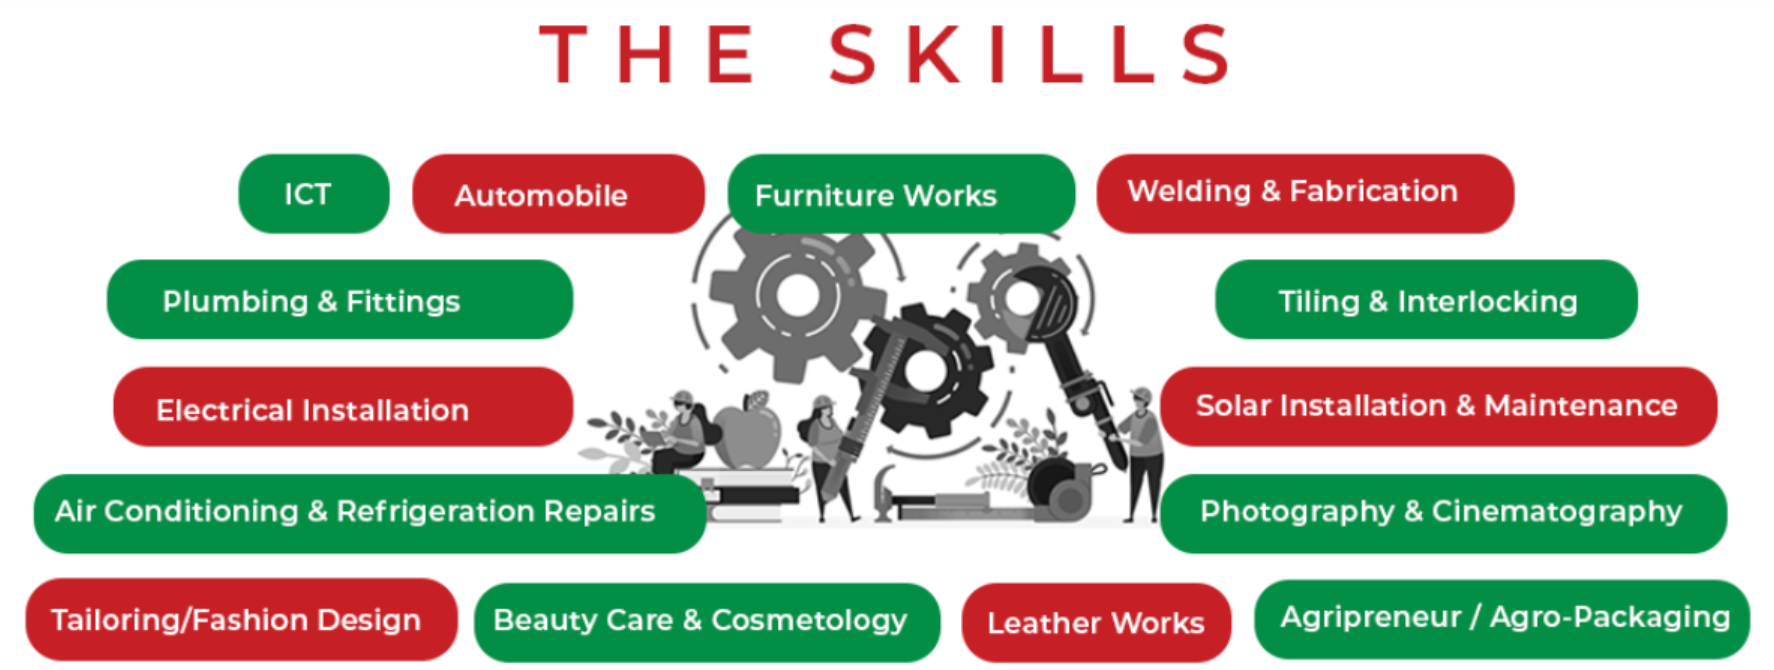 THE SKILLS
ICT
Automobile
Furniture Works
Welding & Fabrication
Plumbing & Fittings
Tiling & Interlocking
Electrical Installation
Solar Installation & Maintenance
Air Conditioning & Refrigeration Repairs
Photography & Cinematography
Tailoring/Fashion Design
Beauty Care & Cosmetology
Leather Works
Agripreneur / Agro-Packaging